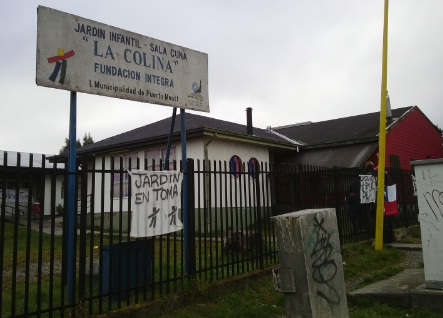 JARDIN INFANTIL - SALA CUNA
"LA COLINA"
FUNDACION INTEGRA
I. Municipalidad de Puerto Montt
JARDIN
EN TOMA